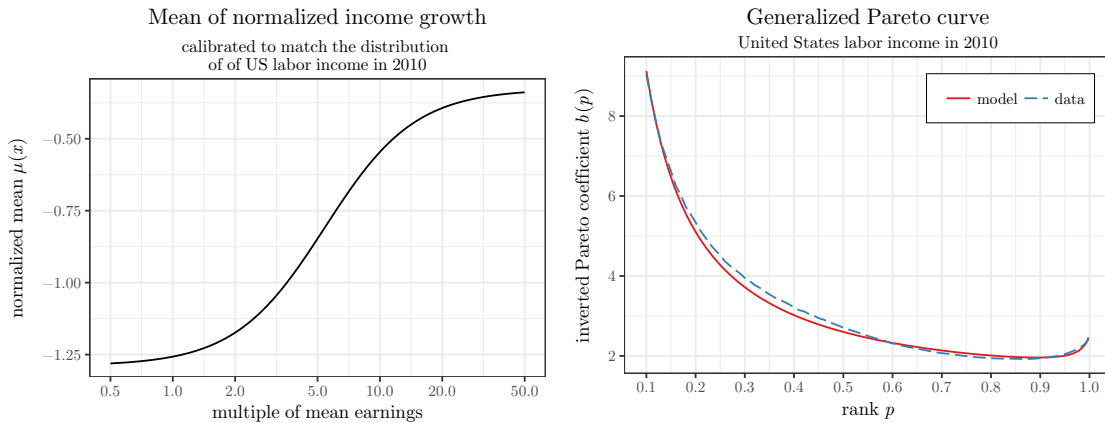 Mean of normalized income growth
calibrated to match the distribution
of of US labor income in 2010
normalized mean μ(x)
−0.50
−0.75
−1.00
−1.25
0.5 1.0 2.0 5.0 10.0 20.0 50.0
multiple of mean earnings
Generalized Pareto curve
United States labor income in 2010
inverted Pareto coefficient b(p)
model data
8
6
4
2
0.1 0.2 0.3 0.4 0.5 0.6 0.7 0.8 0.9 1.0
rank p